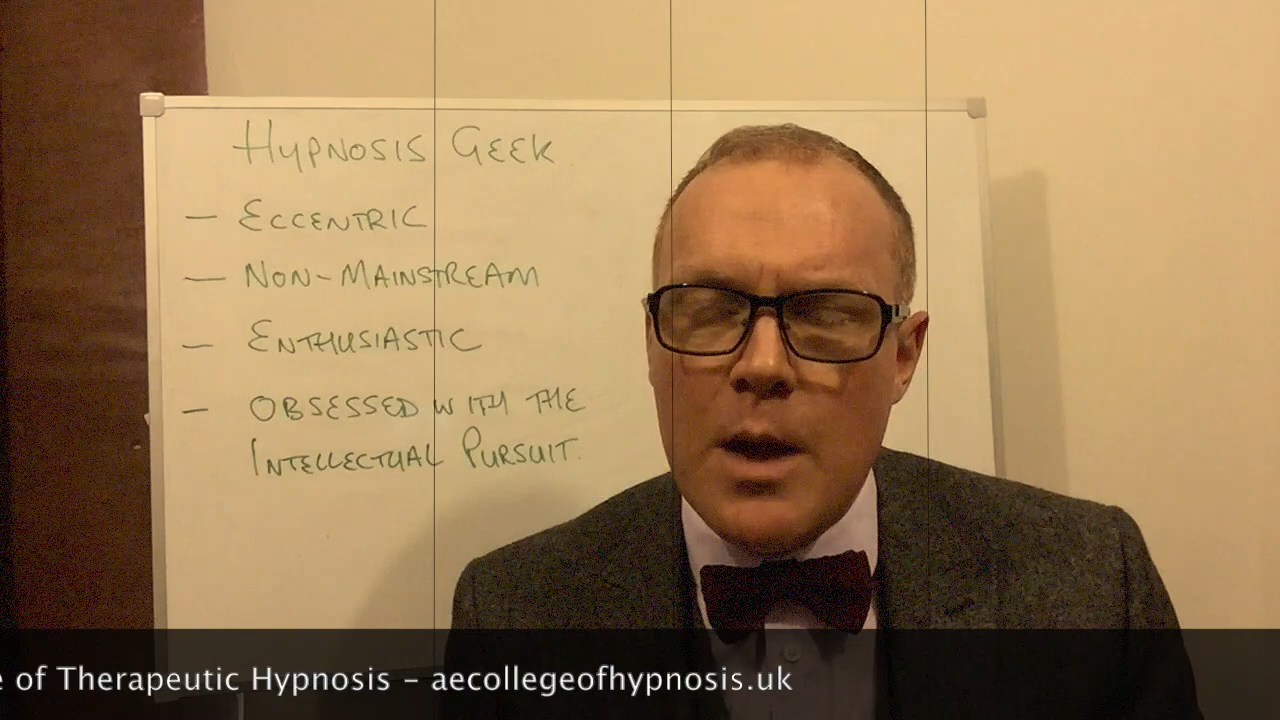 HYPNOSIS GEEK
— ECCENTRIC
— NON-MAINSTREAM
— ENTHUSIASTIC
— OBSESSED WITH THE
INTELLECTUAL PURSUIT.
of Therapeutic Hypnosis - aecollegeofhypnosis.uk